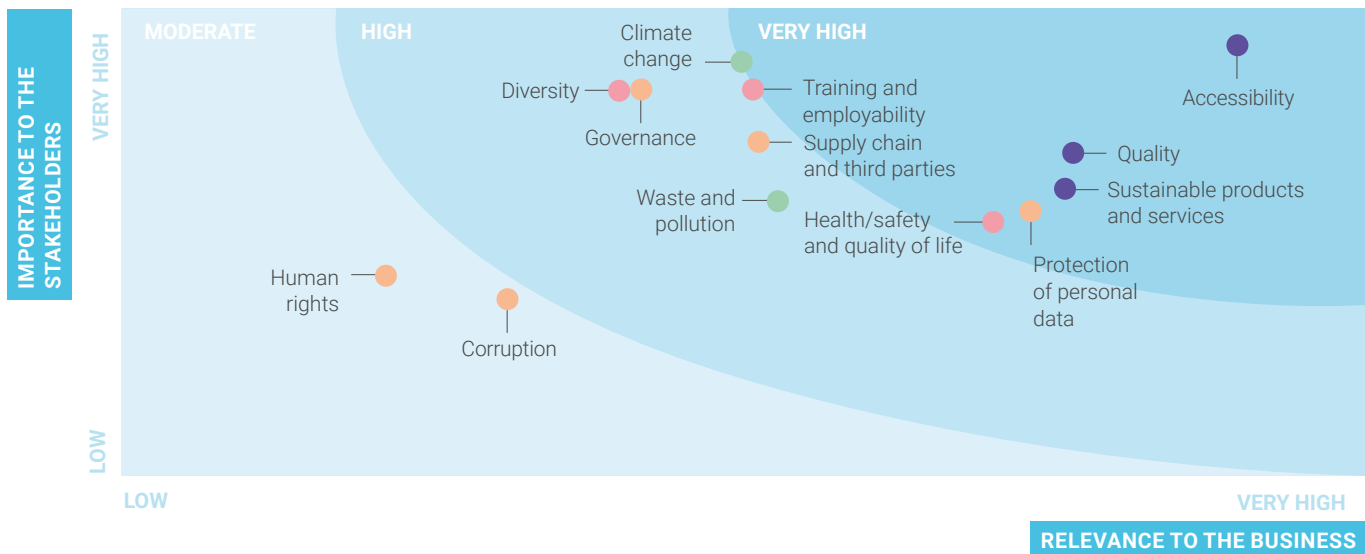 IMPORTANCE TO THE
STAKEHOLDERS
VERY HIGH
LOW
MODERATE
HIGH
VERY HIGH
Climate
change
Diversity
Governance
Training and
employability
Supply chain
and third parties
Accessibility
Quality
Sustainable products
and services
Waste and
pollution
Health/safety
and quality of life
Protection
of personal
data
Human
rights
Corruption
LOW
VERY HIGH
RELEVANCE TO THE BUSINESS